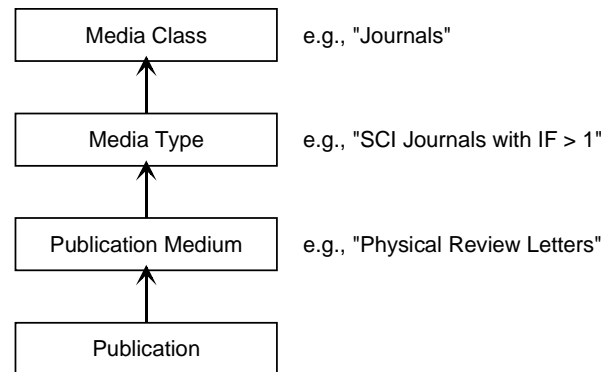 Media Class e.g., "Journals"
Media Type e.g., "SCI Journals with IF > 1"
Publication Medium e.g., "Physical Review Letters"
Publication